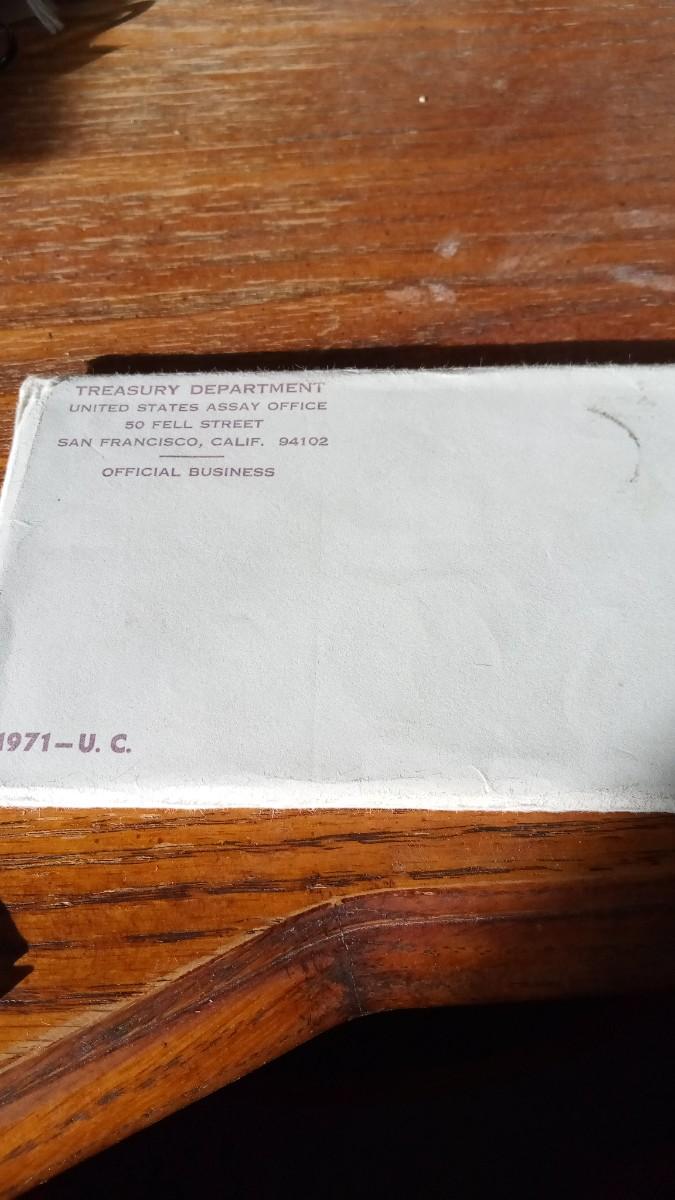 TREASURY DEPARTMENT
UNITED STATES ASSAY OFFICE
50 FELL STREET
SAN FRANCISCO, CALIF. 94102
OFFICIAL BUSINESS
1971—U. C.